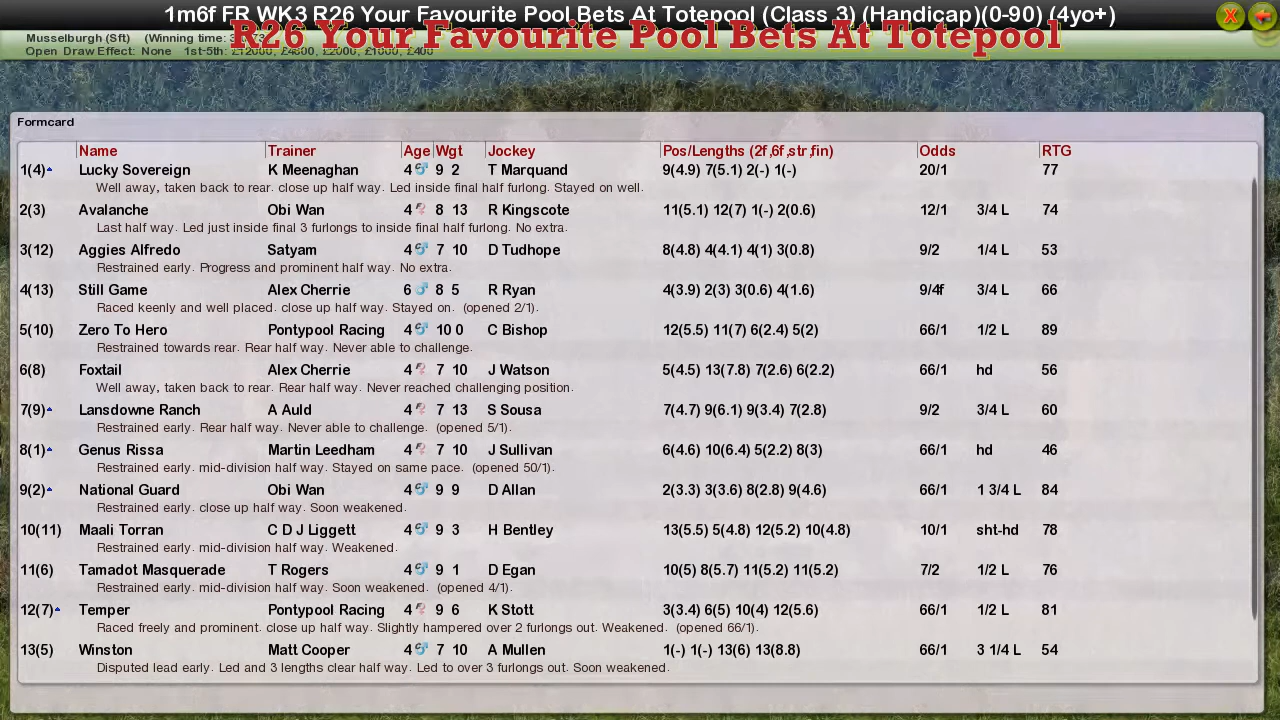 1m6f FR WK3 R26 Your Favourite Pool Bets At Totepool (Class 3) (Handicap)(0-90) (4yo+)
R26 Your Favourite Pool Bets At Totepool
Musselburgh (Sft) (Winning time:
Open Draw Effect: None 1st-5th: £12000, £4600, £2000, £1000, £400
Formcard
Name Trainer Age Wgt Jockey Pos/Lengths (2f,6f,str,fin) Odds RTG
1(4) Lucky Sovereign K Meenaghan 4 9 2 T Marquand 9(4.9) 7(5.1) 2(-) 1(-) 20/1 77
Well away, taken back to rear. close up half way. Led inside final half furlong. Stayed on well.
2(3) Avalanche Obi Wan 4 8 13 R Kingscote 11(5.1) 12(7) 1(-) 2(0.6) 12/1 3/4 L 74
Last half way. Led just inside final 3 furlongs to inside final half furlong. No extra.
3(12) Aggies Alfredo Satyam 4 7 10 D Tudhope 8(4.8) 4(4.1) 4(1) 3(0.8) 9/2 1/4 L 53
Restrained early. Progress and prominent half way. No extra.
4(13) Still Game Alex Cherrie 6 8 5 R Ryan 4(3.9) 2(3) 3(0.6) 4(1.6) 9/4f 3/4 L 66
Raced keenly and well placed. close up half way. Stayed on. (opened 2/1).
5(10) Zero To Hero Pontypool Racing 4 10 0 C Bishop 12(5.5) 11(7) 6(2.4) 5(2) 66/1 1/2 L 89
Restrained towards rear. Rear half way. Never able to challenge.
6(8) Foxtail Alex Cherrie 4 7 10 J Watson 5(4.5) 13(7.8) 7(2.6) 6(2.2) 66/1 hd 56
Well away, taken back to rear. Rear half way. Never reached challenging position.
7(9) Lansdowne Ranch A Auld 4 7 13 S Sousa 7(4.7) 9(6.1) 9(3.4) 7(2.8) 9/2 3/4 L 60
Restrained early. Rear half way. Never able to challenge. (opened 5/1).
8(1) Genus Rissa Martin Leedham 4 7 10 J Sullivan 6(4.6) 10(6.4) 5(2.2) 8(3) 66/1 hd 46
Restrained early. mid-division half way. Stayed on same pace. (opened 50/1).
9(2) National Guard Obi Wan 4 9 9 D Allan 2(3.3) 3(3.6) 8(2.8) 9(4.6) 66/1 1 3/4 L 84
Restrained early. close up half way. Soon weakened.
10(11) Maali Torran C D J Liggett 4 9 3 H Bentley 13(5.5) 5(4.8) 12(5.2) 10(4.8) 10/1 sht-hd 78
Restrained early. mid-division half way. Weakened.
11(6) Tamadot Masquerade T Rogers 4 9 1 D Egan 10(5) 8(5.7) 11(5.2) 11(5.2) 7/2 1/2 L 76
Restrained early. mid-division half way. Soon weakened. (opened 4/1).
12(7) Temper Pontypool Racing 4 9 6 K Stott 3(3.4) 6(5) 10(4) 12(5.6) 66/1 1/2 L 81
Raced freely and prominent. close up half way. Slightly hampered over 2 furlongs out. Weakened. (opened 66/1).
13(5) Winston Matt Cooper 4 7 10 A Mullen 1(-) 1(-) 13(6) 13(8.8) 66/1 3 1/4 L 54
Disputed lead early. Led and 3 lengths clear half way. Led to over 3 furlongs out. Soon weakened.